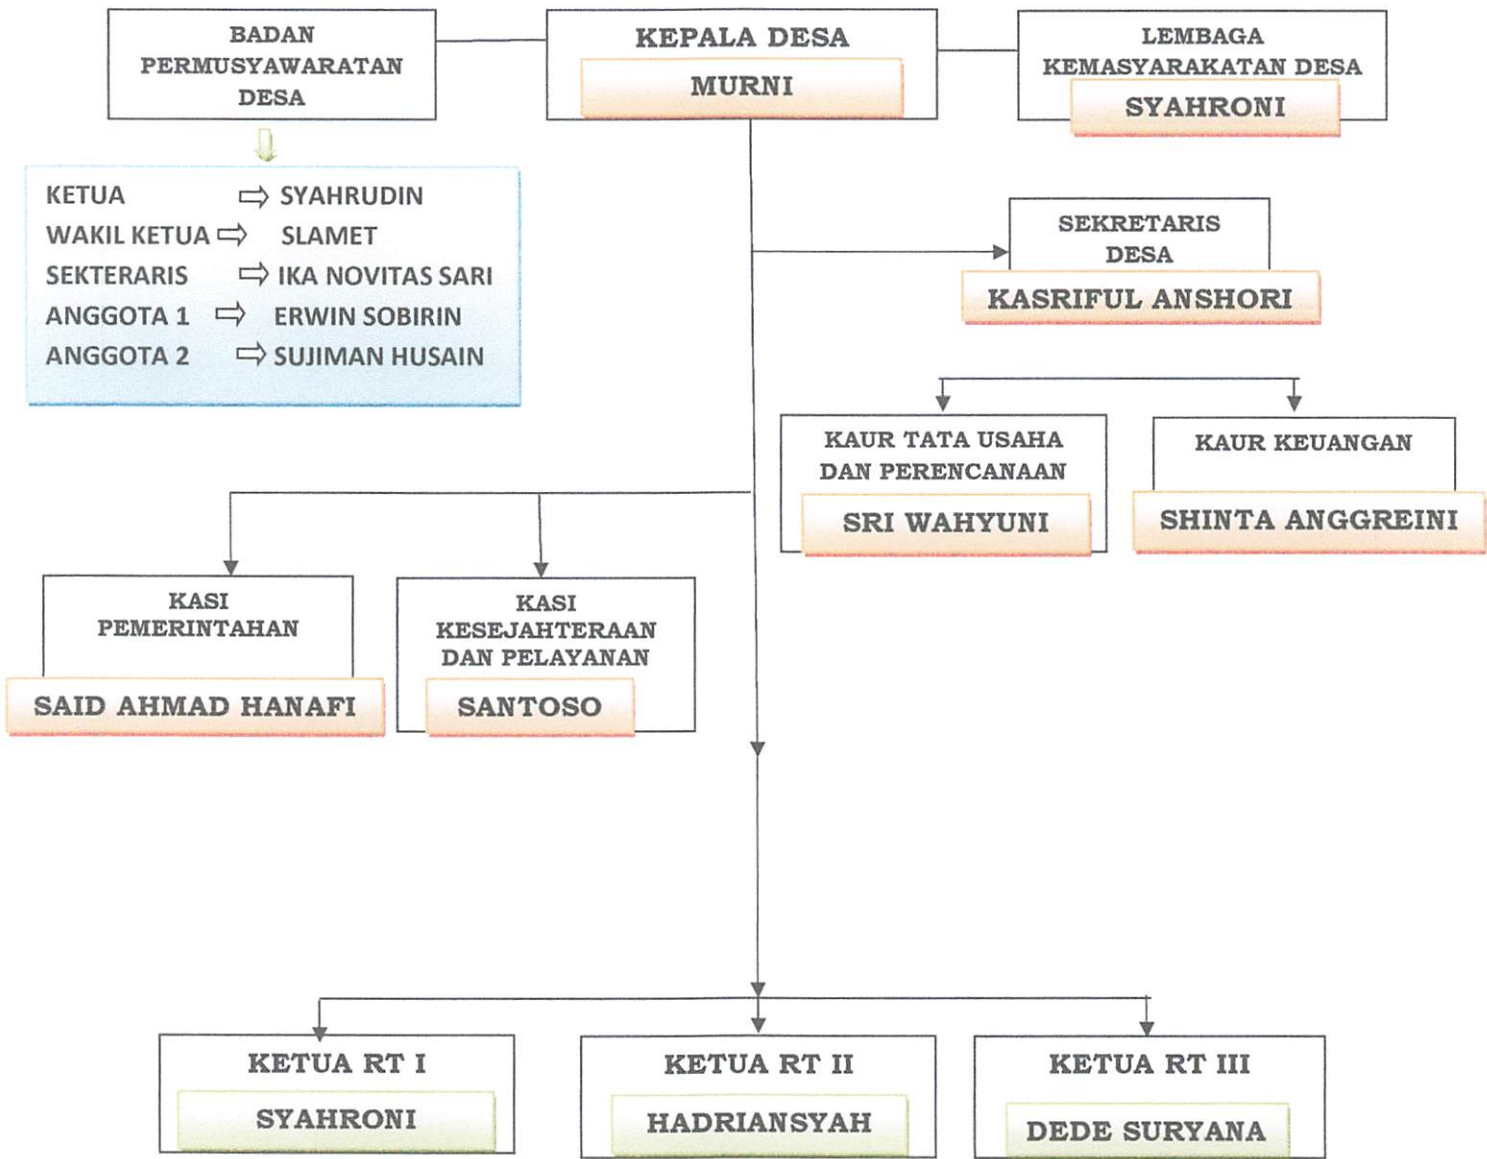 BADAN
PERMUSYAWARATAN
DESA
KEPALA DESA
MURNI
LEMBAGA
KEMASYARAKATAN DESA
SYAHRONI
KETUA ⇨ SYAHRUDIN
WAKIL KETUA ⇨ SLAMET
SEKTERARIS ⇨ IKA NOVITAS SARI
ANGGOTA 1 ⇨ ERWIN SOBIRIN
ANGGOTA 2 ⇨ SUJIMAN HUSAIN
SEKRETARIS
DESA
KASRIFUL ANSHORI
KAUR TATA USAHA
DAN PERENCANAAN
SRI WAHYUNI
KAUR KEUANGAN
SHINTA ANGGREINI
KASI
PEMERINTAHAN
SAID AHMAD HANAFI
KASI
KESEJAHTERAAN
DAN PELAYANAN
SANTOSO
KETUA RT I
SYAHRONI
KETUA RT II
HADRIANSYAH
KETUA RT III
DEDE SURYANA